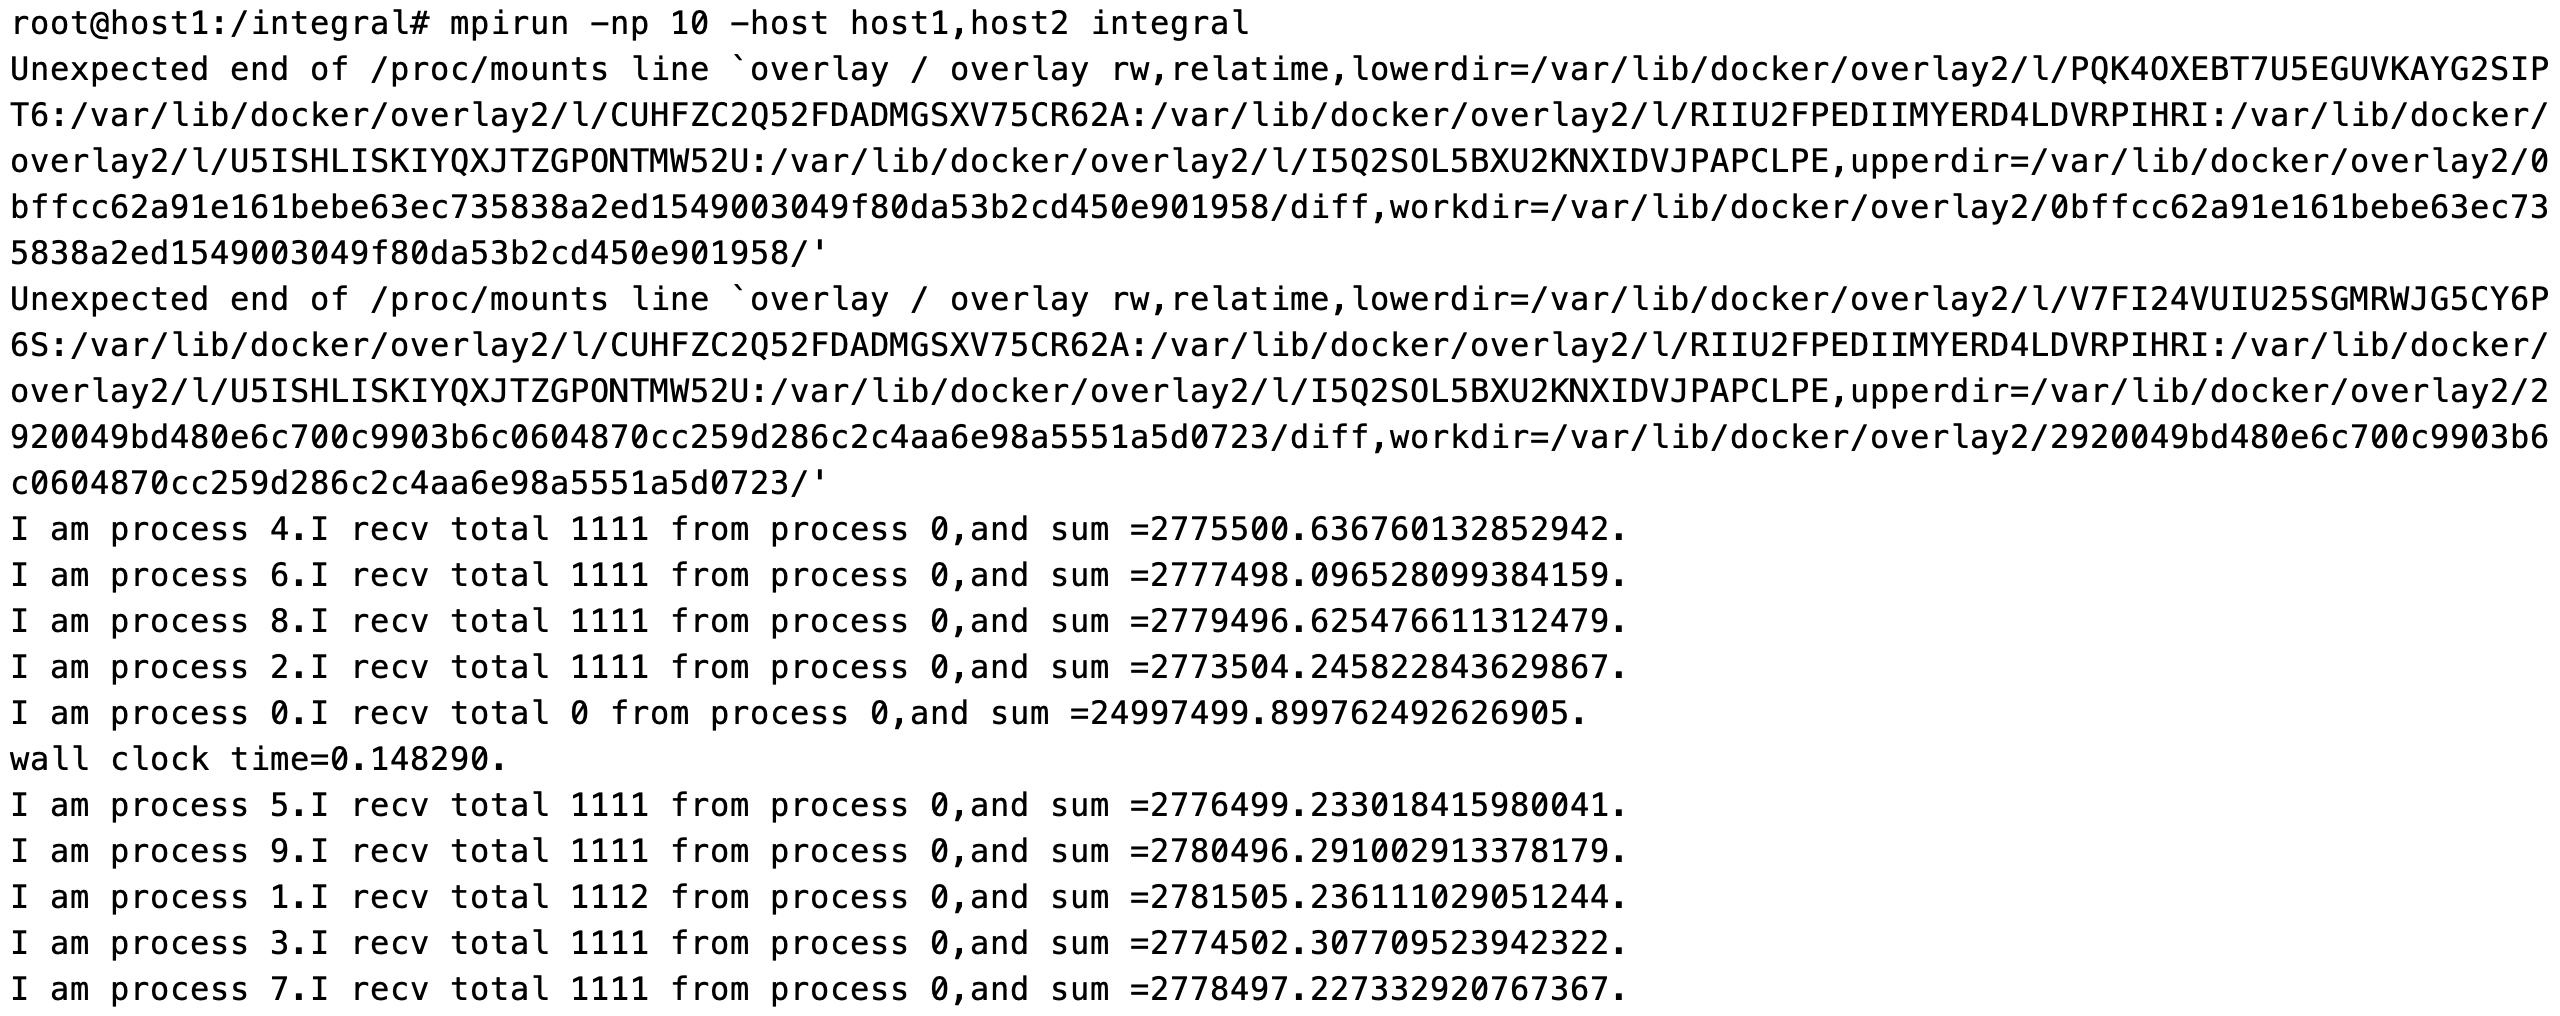 root@host1:/integral# mpirun -np 10 -host host1,host2 integral
Unexpected end of /proc/mounts line `overlay / overlay rw,relatime,lowerdir=/var/lib/docker/overlay2/l/PQK4OXEBT7U5EGUVKAYG2SIP
T6:/var/lib/docker/overlay2/l/CUHFZC2Q52FDADMGSXV75CR62A:/var/lib/docker/overlay2/l/RIIU2FPEDIIMYERD4LDVRPIHRI:/var/lib/docker/
overlay2/l/U5ISHLISKIYQXJTZGPONTMW52U:/var/lib/docker/overlay2/l/I5Q2SOL5BXU2KNXIDVJPAPCLPE,upperdir=/var/lib/docker/overlay2/0
bffcc62a91e161bebe63ec735838a2ed1549003049f80da53b2cd450e901958/diff,workdir=/var/lib/docker/overlay2/0bffcc62a91e161bebe63ec73
5838a2ed1549003049f80da53b2cd450e901958/'
Unexpected end of /proc/mounts line `overlay / overlay rw,relatime,lowerdir=/var/lib/docker/overlay2/l/V7FI24VUIU25SGMRWJG5CY6P
6S:/var/lib/docker/overlay2/l/CUHFZC2Q52FDADMGSXV75CR62A:/var/lib/docker/overlay2/l/RIIU2FPEDIIMYERD4LDVRPIHRI:/var/lib/docker/
overlay2/l/U5ISHLISKIYQXJTZGPONTMW52U:/var/lib/docker/overlay2/l/I5Q2SOL5BXU2KNXIDVJPAPCLPE,upperdir=/var/lib/docker/overlay2/2
920049bd480e6c700c9903b6c0604870cc259d286c2c4aa6e98a5551a5d0723/diff,workdir=/var/lib/docker/overlay2/2920049bd480e6c700c9903b6
c0604870cc259d286c2c4aa6e98a5551a5d0723/'
I am process 4.I recv total 1111 from process 0,and sum =2775500.636760132852942.
I am process 6.I recv total 1111 from process 0,and sum =2777498.096528099384159.
I am process 8.I recv total 1111 from process 0,and sum =2779496.625476611312479.
I am process 2.I recv total 1111 from process 0,and sum =2773504.245822843629867.
I am process 0.I recv total 0 from process 0,and sum =24997499.899762492626905.
wall clock time=0.148290.
I am process 5.I recv total 1111 from process 0,and sum =2776499.233018415980041.
I am process 9.I recv total 1111 from process 0,and sum =2780496.291002913378179.
I am process 1.I recv total 1112 from process 0,and sum =2781505.236111029051244.
I am process 3.I recv total 1111 from process 0,and sum =2774502.307709523942322.
I am process 7.I recv total 1111 from process 0,and sum =2778497.227332920767367.